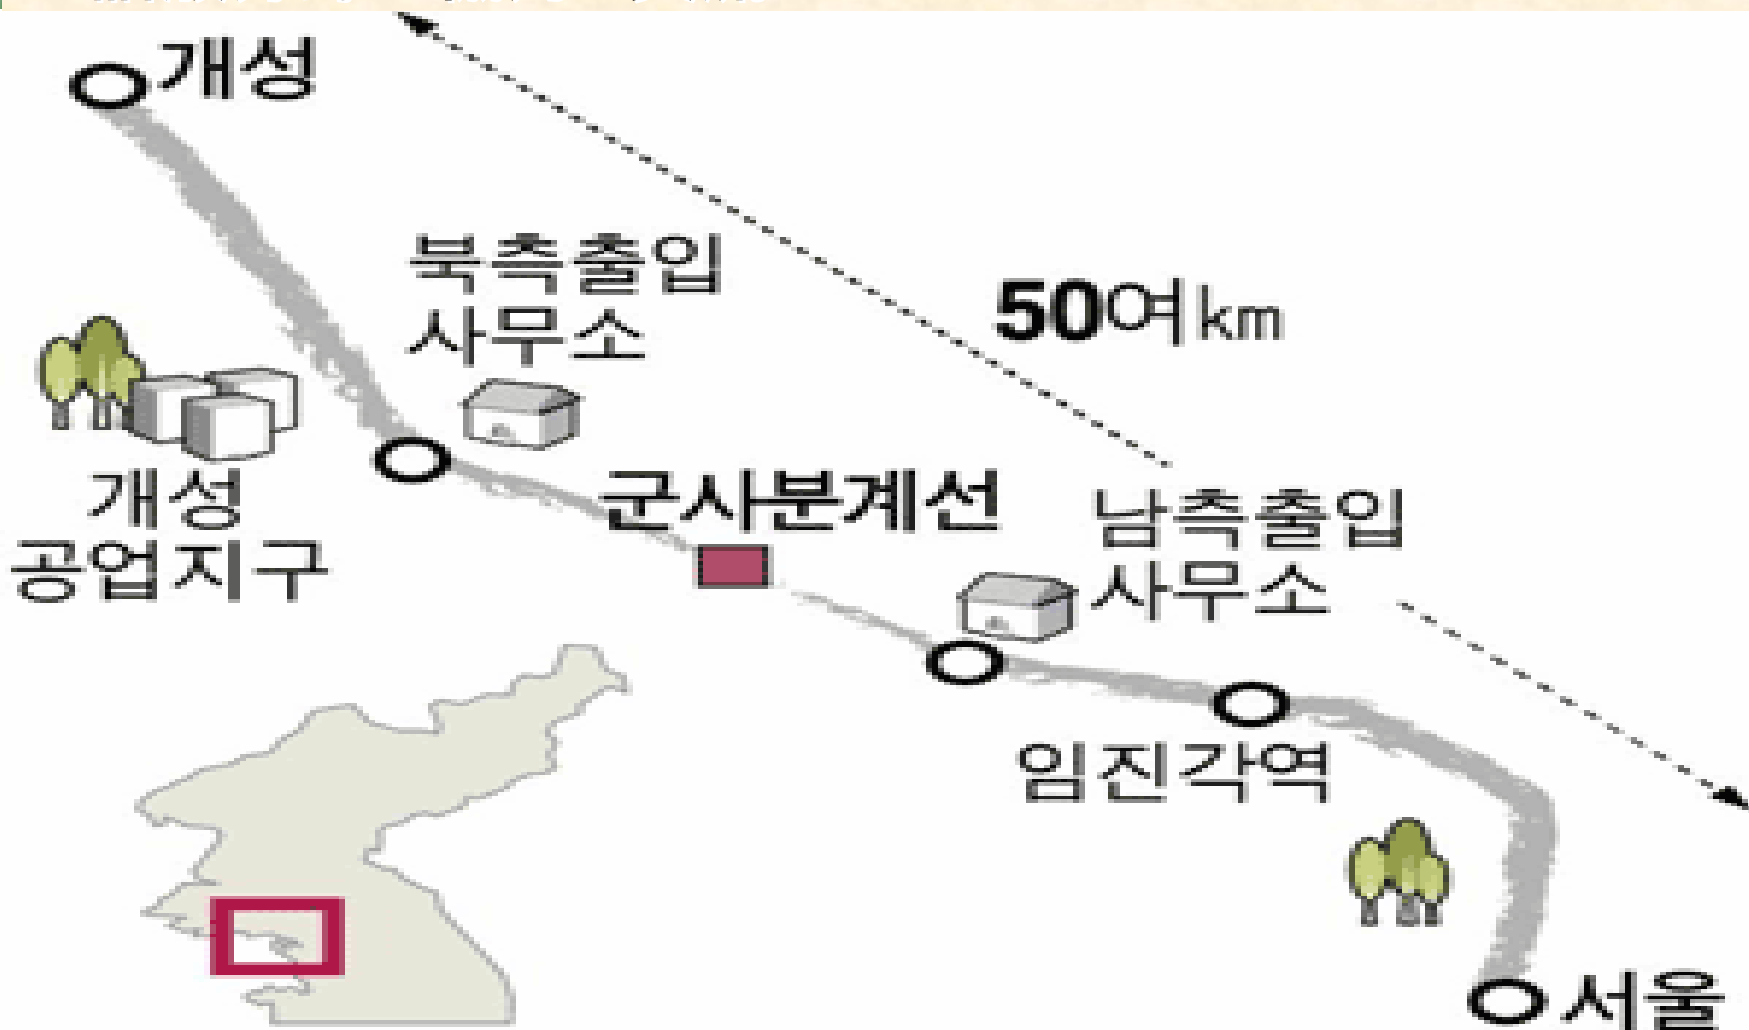 개성
북측출입
사무소
50여km
개성
공업지구
군사분계선
남측출입
사무소
임진각역
서울